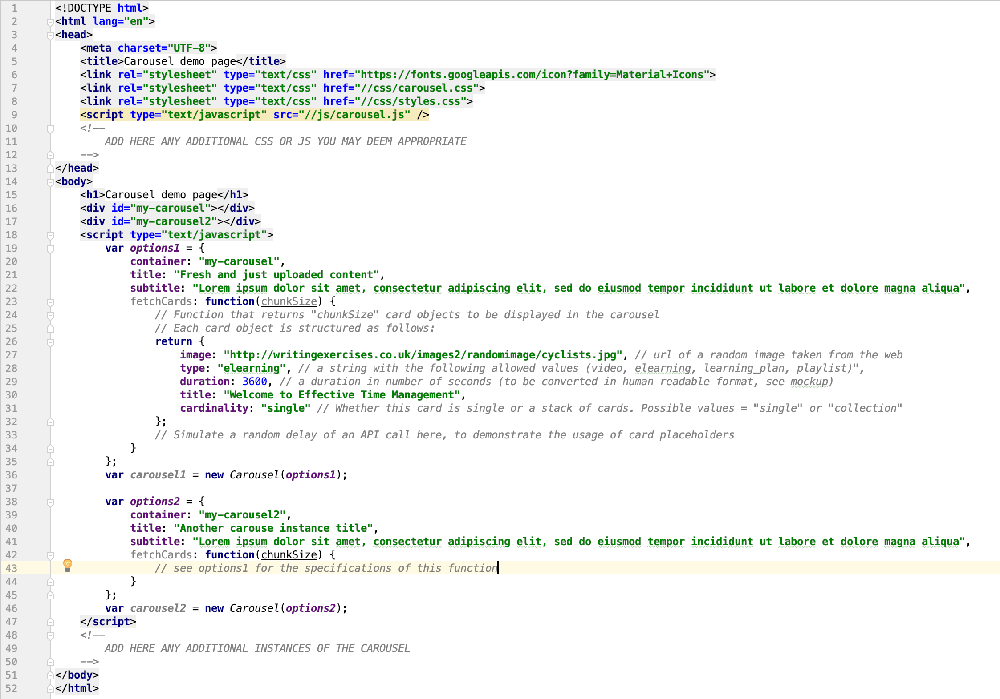 1 <!DOCTYPE html>
2 <html lang="en">
3 <head>
4     <meta charset="UTF-8">
5     <title>Carousel demo page</title>
6     <link rel="stylesheet" type="text/css" href="https://fonts.googleapis.com/icon?family=Material+Icons">
7     <link rel="stylesheet" type="text/css" href="//css/carousel.css">
8     <link rel="stylesheet" type="text/css" href="//css/styles.css">
9     <script type="text/javascript" src="//js/carousel.js" />
10     <!--
11         ADD HERE ANY ADDITIONAL CSS OR JS YOU MAY DEEM APPROPRIATE
12     -->
13 </head>
14 <body>
15     <h1>Carousel demo page</h1>
16     <div id="my-carousel"></div>
17     <div id="my-carousel2"></div>
18     <script type="text/javascript">
19         var options1 = {
20             container: "my-carousel",
21             title: "Fresh and just uploaded content",
22             subtitle: "Lorem ipsum dolor sit amet, consectetur adipiscing elit, sed do eiusmod tempor incididunt ut labore et dolore magna aliqua",
23             fetchCards: function(chunkSize) {
24                 // Function that returns "chunkSize" card objects to be displayed in the carousel
25                 // Each card object is structured as follows:
26                 return {
27                     image: "http://writingexercises.co.uk/images2/randomimage/cyclists.jpg", // url of a random image taken from the web
28                     type: "elearning", // a string with the following allowed values (video, elearning, learning_plan, playlist)",
29                     duration: 3600, // a duration in number of seconds (to be converted in human readable format, see mockup)
30                     title: "Welcome to Effective Time Management",
31                     cardinality: "single" // Whether this card is single or a stack of cards. Possible values = "single" or "collection"
32                 };
33                 // Simulate a random delay of an API call here, to demonstrate the usage of card placeholders
34             }
35         };
36         var carousel1 = new Carousel(options1);
37
38         var options2 = {
39             container: "my-carousel2",
40             title: "Another carouse instance title",
41             subtitle: "Lorem ipsum dolor sit amet, consectetur adipiscing elit, sed do eiusmod tempor incididunt ut labore et dolore magna aliqua",
42             fetchCards: function(chunkSize) {
43                 // see options1 for the specifications of this function
44             }
45         };
46         var carousel2 = new Carousel(options2);
47     </script>
48     <!--
49         ADD HERE ANY ADDITIONAL INSTANCES OF THE CAROUSEL
50     -->
51 </body>
52 </html>